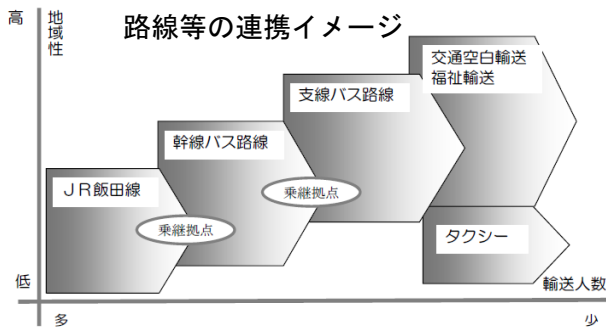 路線等の連携イメージ
高
地域性
交通空白輸送
福祉輸送
支線バス路線
幹線バス路線
ＪＲ飯田線
乗継拠点
乗継拠点
タクシー
低
輸送人数
多
少